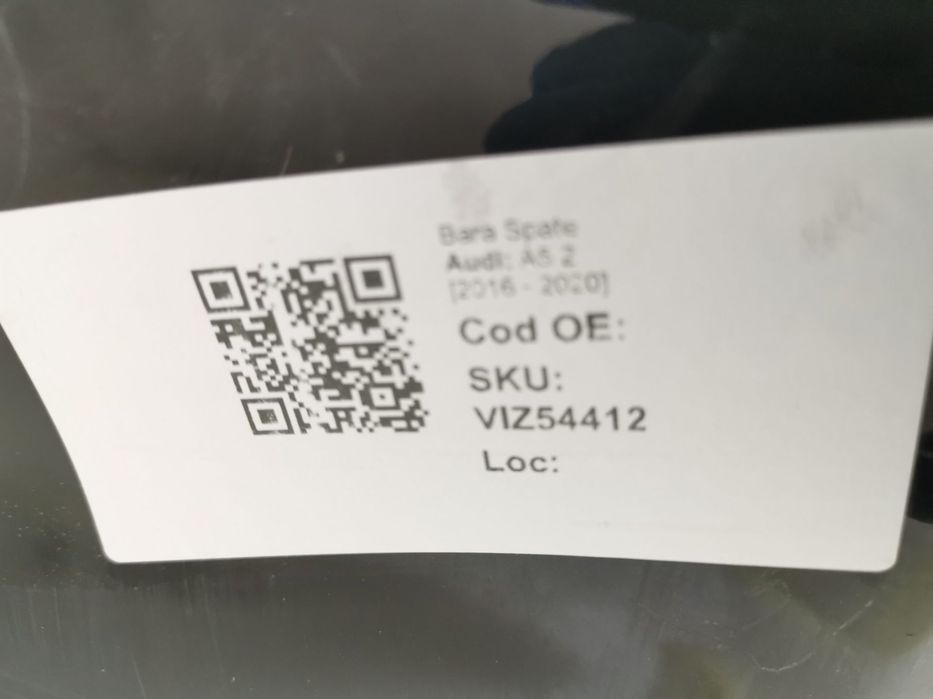 Bara Spate
Audi: A5 2
[2016 - 2020]
Cod OE:
SKU:
VIZ54412
Loc: